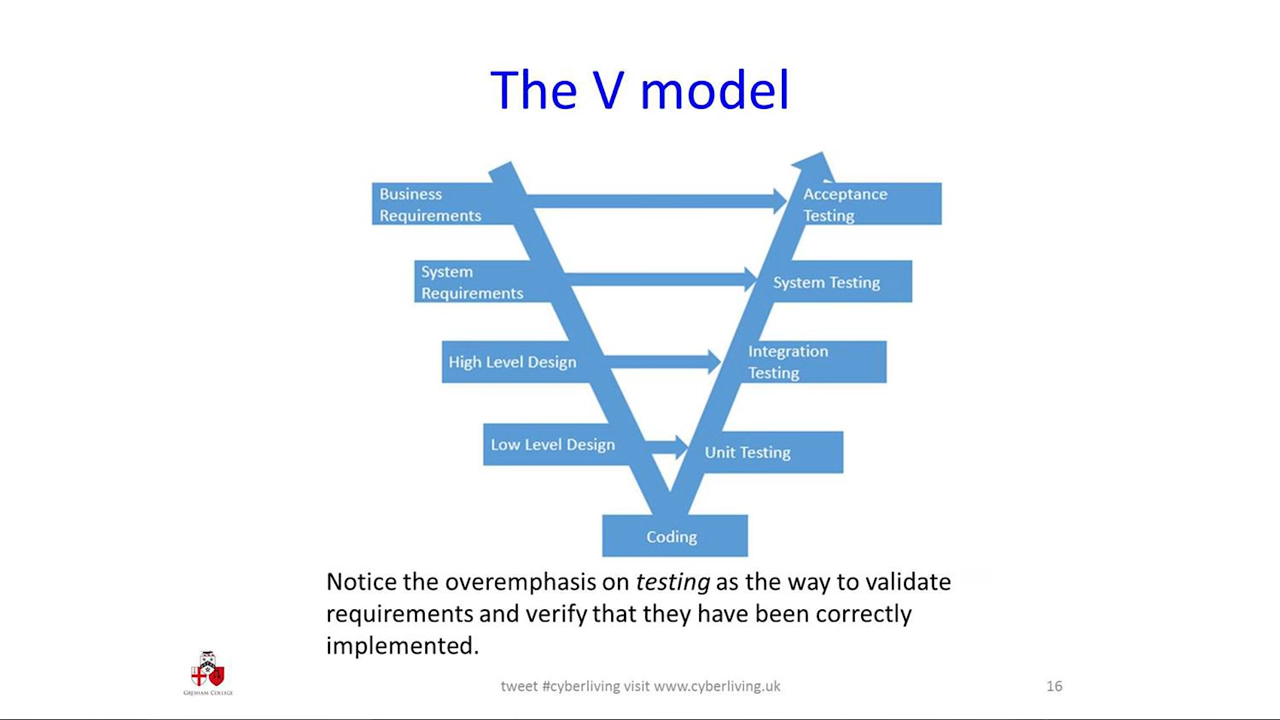 The V model
Business
Requirements
Acceptance
Testing
System
Requirements
System Testing
High Level Design
Integration
Testing
Low Level Design
Unit Testing
Coding
Notice the overemphasis on testing as the way to validate
requirements and verify that they have been correctly
implemented.
GRESHAM COLLEGE
tweet #cyberliving visit www.cyberliving.uk
16